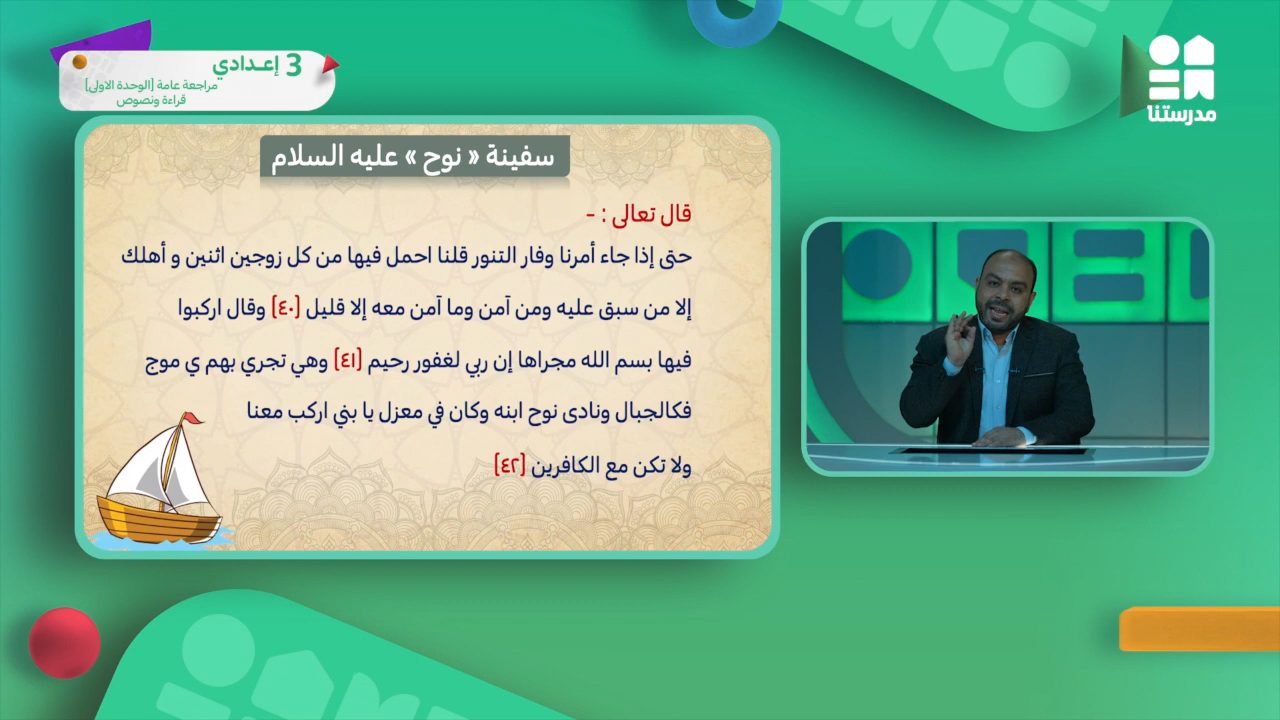 3 إعـدادي
مراجعة عامة [الوحدة الاولى]
قراءة ونصوص
مدرستنا
سفينة « نوح » عليه السلام
قال تعالى : -
حتى إذا جاء أمرنا وفار التنور قلنا احمل فيها من كل زوجين اثنين و أهلك
إلا من سبق عليه ومن آمن وما آمن معه إلا قليل [٤٠] وقال اركبوا
فيها بسم الله مجراها إن ربي لغفور رحيم [٤١] وهي تجري بهم ي موج
فكالجبال ونادى نوح ابنه وكان في معزل يا بني اركب معنا
ولا تكن مع الكافرين [٤٢]